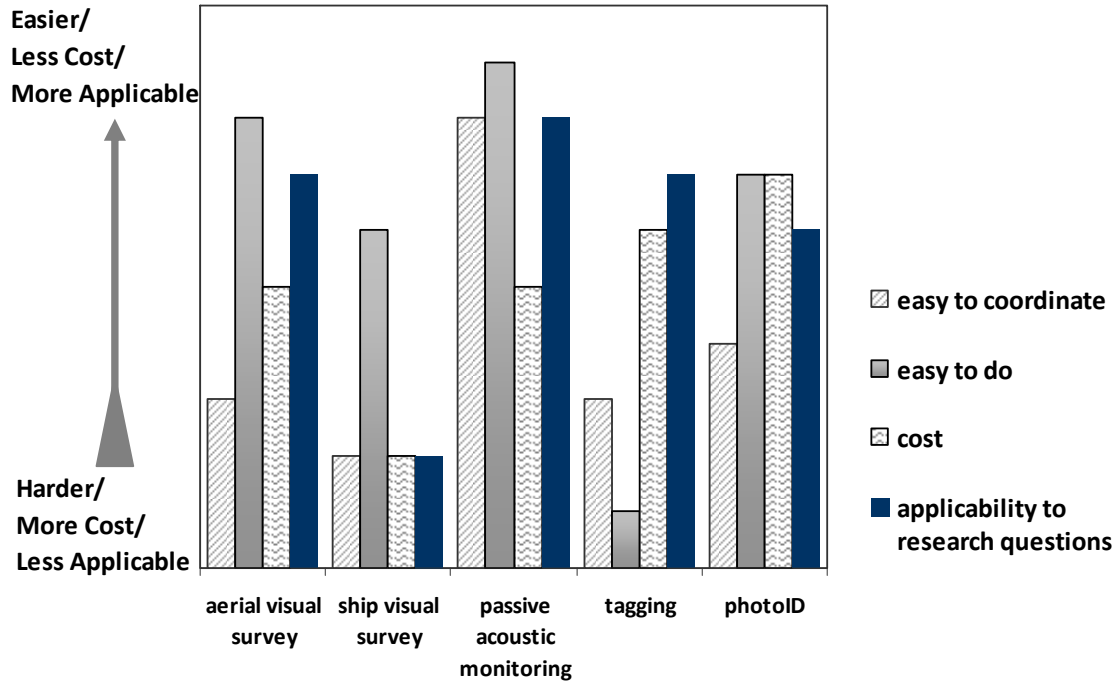 Easier/
Less Cost/
More Applicable
Harder/
More Cost/
Less Applicable
aerial visual
survey
ship visual
survey
passive
acoustic
monitoring
tagging
photoID
easy to coordinate
easy to do
cost
applicability to
research questions